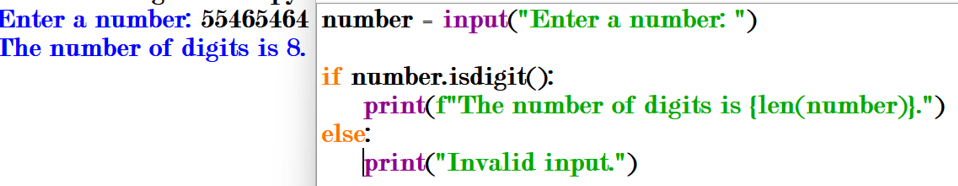 Enter a number: 55465464
The number of digits is 8.
number = input("Enter a number: ")
if number.isdigit():
print(f"The number of digits is {len(number)}.")
else:
print("Invalid input.")